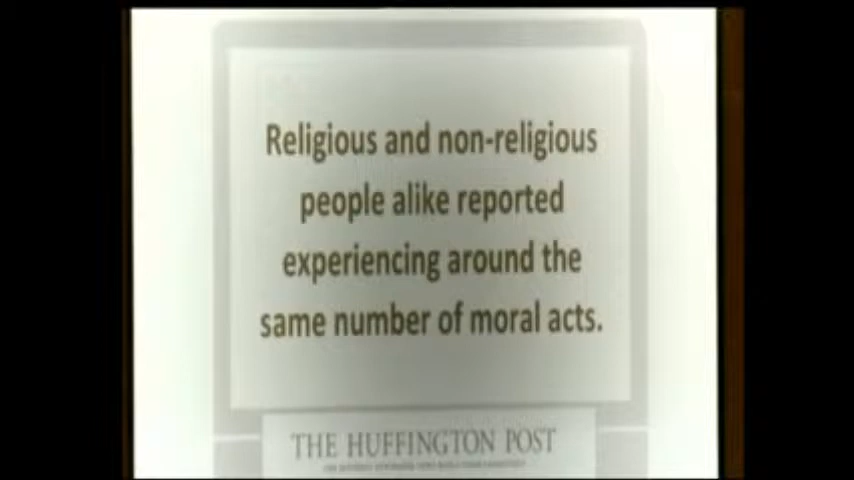 Religious and non-religious
people alike reported
experiencing around the
same number of moral acts.
THE HUFFINGTON POST